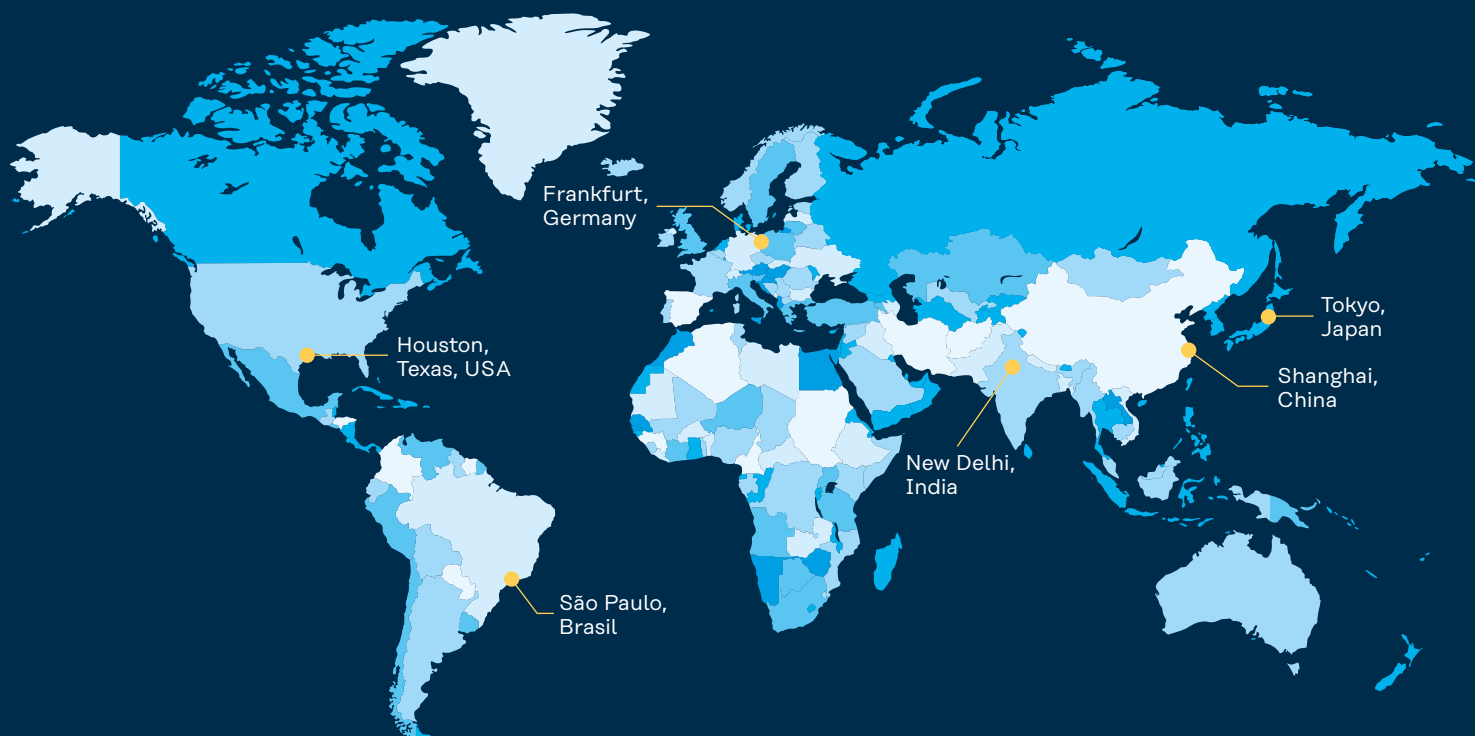 Frankfurt,
Germany
Tokyo,
Japan
Houston,
Texas, USA
Shanghai,
China
New Delhi,
India
São Paulo,
Brasil